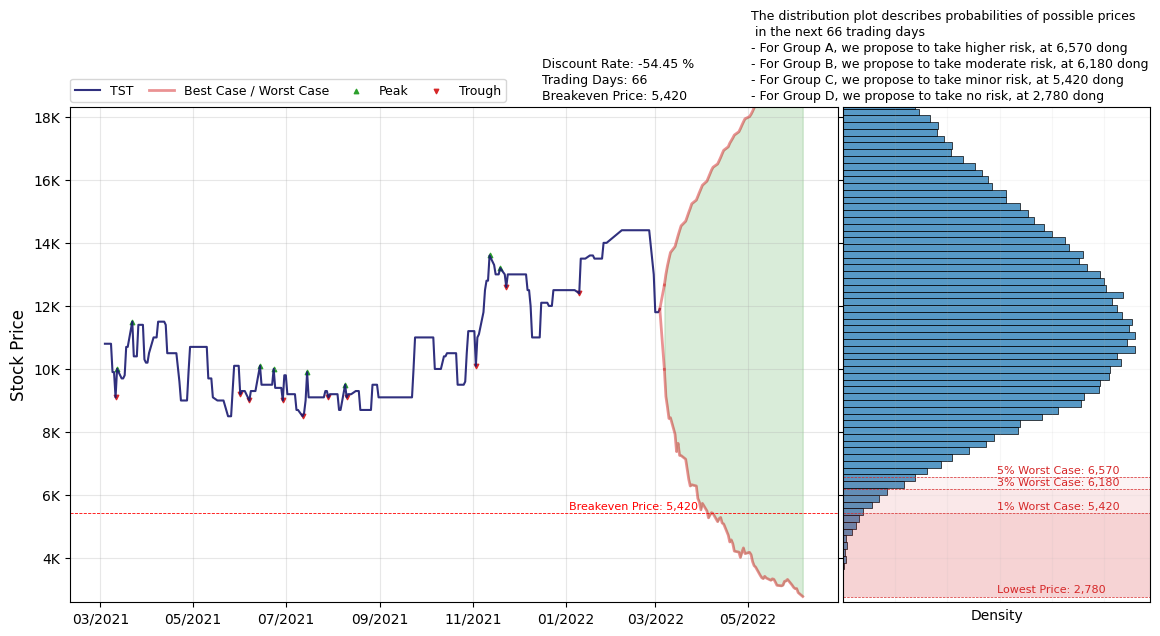 The distribution plot describes probabilities of possible prices
in the next 66 trading days
- For Group A, we propose to take higher risk, at 6,570 dong
- For Group B, we propose to take moderate risk, at 6,180 dong
- For Group C, we propose to take minor risk, at 5,420 dong
- For Group D, we propose to take no risk, at 2,780 dong
Discount Rate: -54.45 %
Trading Days: 66
Breakeven Price: 5,420
TST
Best Case / Worst Case
Peak
Trough
Stock Price
18K
16K
14K
12K
10K
8K
6K
4K
Breakeven Price: 5,420
5% Worst Case: 6,570
3% Worst Case: 6,180
1% Worst Case: 5,420
Lowest Price: 2,780
03/2021
05/2021
07/2021
09/2021
11/2021
01/2022
03/2022
05/2022
Density